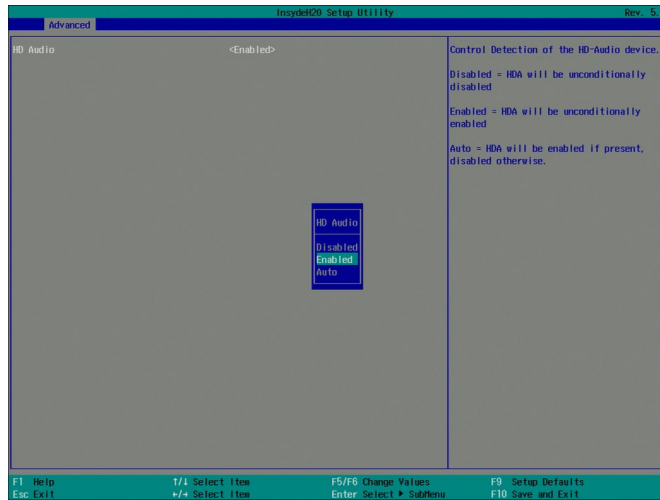 InsydeH20 Setup Utility Rev. 5.
Advanced
HD Audio <Enabled>
Control Detection of the HD-Audio device.
Disabled = HDA will be unconditionally
disabled
Enabled = HDA will be unconditionally
enabled
Auto = HDA will be enabled if present,
disabled otherwise.
HD Audio
Disabled
Enabled
Auto
F1 Help ↑/↓ Select Item F5/F6 Change Values F9 Setup Defaults
Esc Exit ←/→ Select Item Enter Select ▶ SubMenu F10 Save and Exit